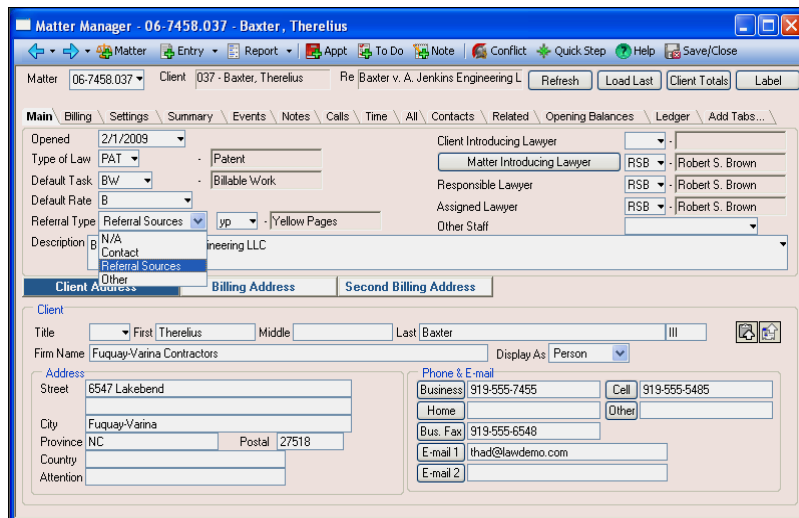 Matter Manager - 06-7458.037 - Baxter, Therelius
Matter Entry Report Appt To Do Note Conflict Quick Step Help Save/Close
Matter 06-7458.037 Client 037 - Baxter, Therelius Re Baxter v. A. Jenkins Engineering L Refresh Load Last Client Totals Label
Main Billing Settings Summary Events Notes Calls Time All Contacts Related Opening Balances Ledger Add Tabs...
Opened 2/1/2009 Client Introducing Lawyer -
Type of Law PAT - Patent Matter Introducing Lawyer RSB - Robert S. Brown
Default Task BW - Billable Work Responsible Lawyer RSB - Robert S. Brown
Default Rate B Assigned Lawyer RSB - Robert S. Brown
Referral Type Referral Sources yp - Yellow Pages Other Staff
Description B ineering LLC
N/A
Contact
Referral Sources
Other
Client Address Billing Address Second Billing Address
Client
Title First Therelius Middle Last Baxter III
Firm Name Fuquay-Varina Contractors Display As Person
Address Phone & E-mail
Street 6547 Lakebend Business 919-555-7455 Cell 919-555-5485
Home Other
City Fuquay-Varina Bus. Fax 919-555-6548
Province NC Postal 27518 E-mail 1 thad@lawdemo.com
Country E-mail 2
Attention